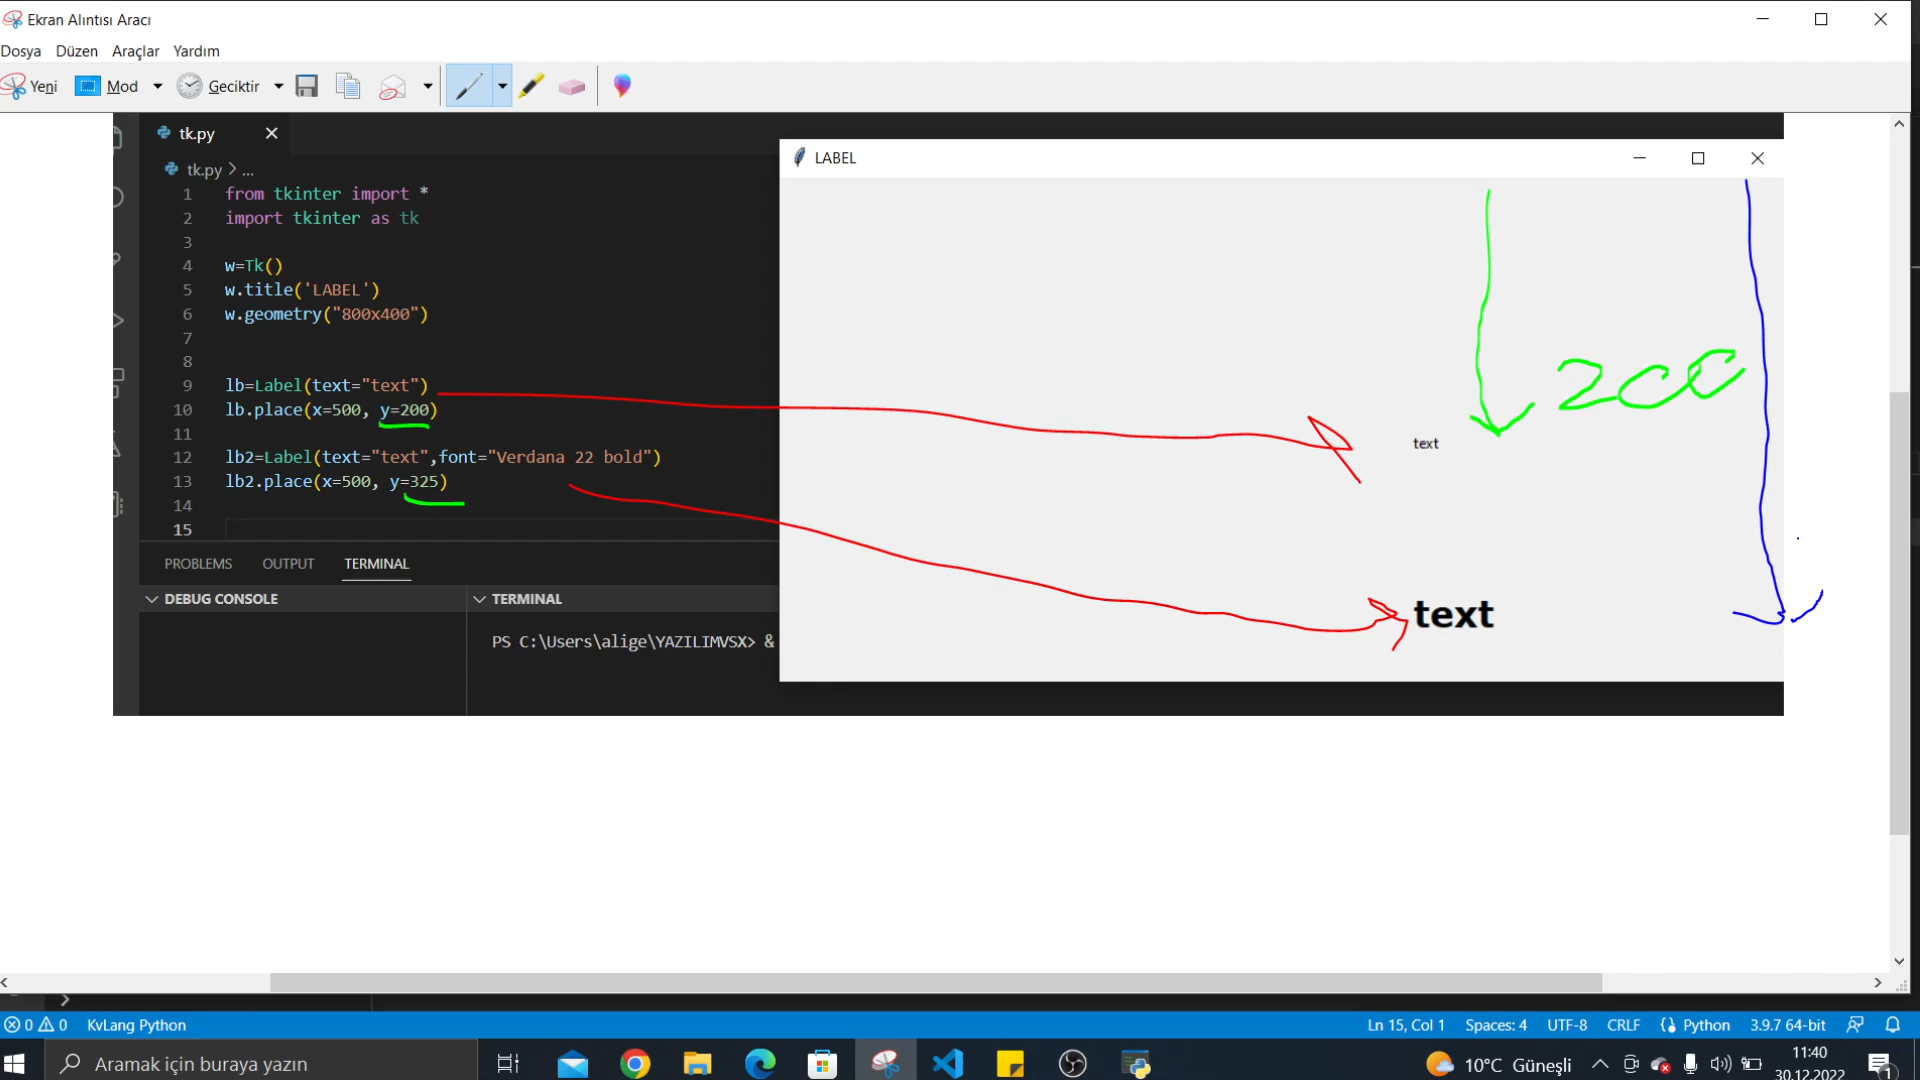 Ekran Alıntısı Aracı
Dosya Düzen Araçlar Yardım
Yeni Mod Geciktir
tk.py
tk.py > ...
1 from tkinter import *
2 import tkinter as tk
3
4 w=Tk()
5 w.title('LABEL')
6 w.geometry("800x400")
7
8
9 lb=Label(text="text")
10 lb.place(x=500, y=200)
11
12 lb2=Label(text="text",font="Verdana 22 bold")
13 lb2.place(x=500, y=325)
14
15
PROBLEMS OUTPUT TERMINAL
DEBUG CONSOLE
TERMINAL
PS C:\Users\alige\YAZILIMVSX> &
LABEL
200
text
text
0 0 KvLang Python
Ln 15, Col 1 Spaces: 4 UTF-8 CRLF {} Python 3.9.7 64-bit
Aramak için buraya yazın
10°C Güneşli
11:40
30.12.2022
1